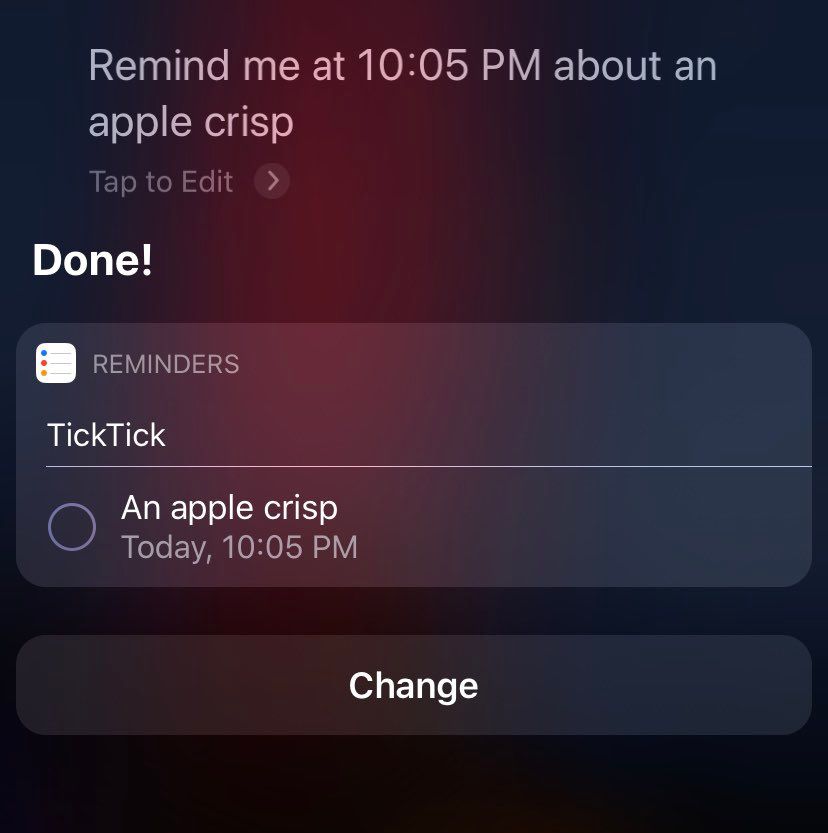 Remind me at 10:05 PM about an
apple crisp
Tap to Edit
Done!
REMINDERS
TickTick
An apple crisp
Today, 10:05 PM
Change